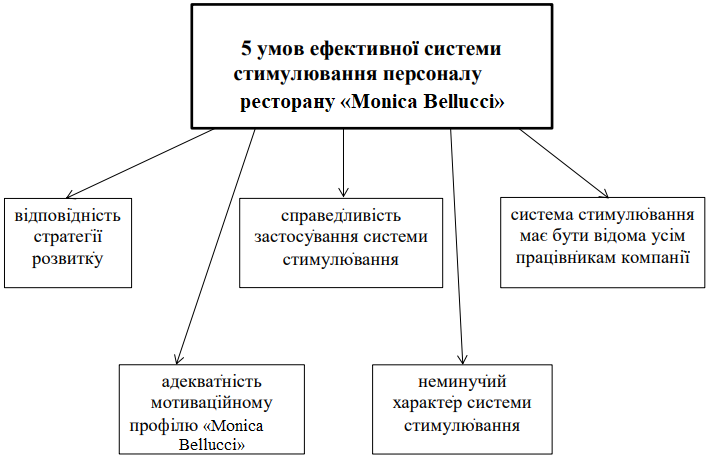 5 умов ефективної системи
стимулювання персоналу
ресторану «Monica Bellucci»
відповідність
стратегії
розвитку
справедливість
застосування системи
стимулювання
система стимулювання
має бути відома усім
працівникам компанії
адекватність
мотиваційному
профілю «Monica
Bellucci»
неминучий
характер системи
стимулювання